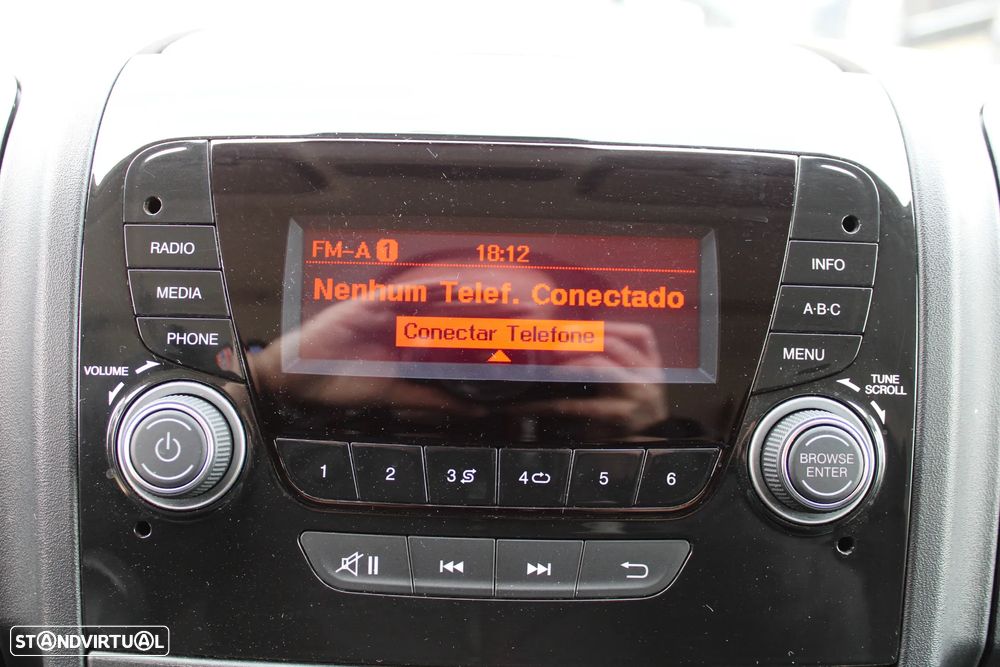 FM-A 1 18:12
Nenhum Telef. Conectado
Conectar Telefone
RADIO
MEDIA
PHONE
VOLUME
INFO
A·B·C
MENU
TUNE
SCROLL
BROWSE
ENTER
1 2 3 4 5 6
STANDVIRTUAL